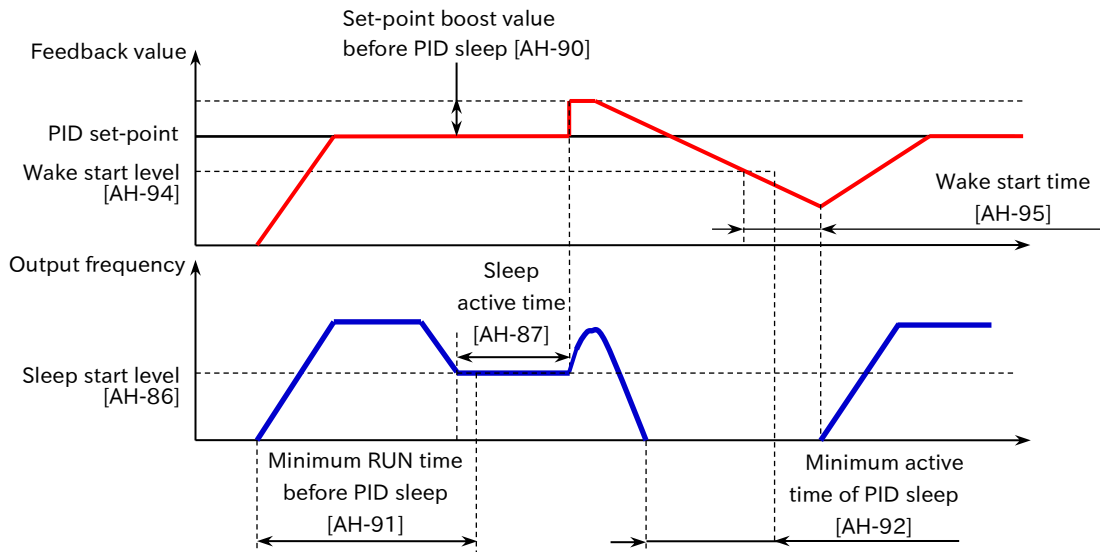 Set-point boost value
before PID sleep [AH-90]
Feedback value
PID set-point
Wake start level
[AH-94]
Wake start time
[AH-95]
Output frequency
Sleep
active time
[AH-87]
Sleep start level
[AH-86]
Minimum RUN time
before PID sleep
[AH-91]
Minimum active
time of PID sleep
[AH-92]